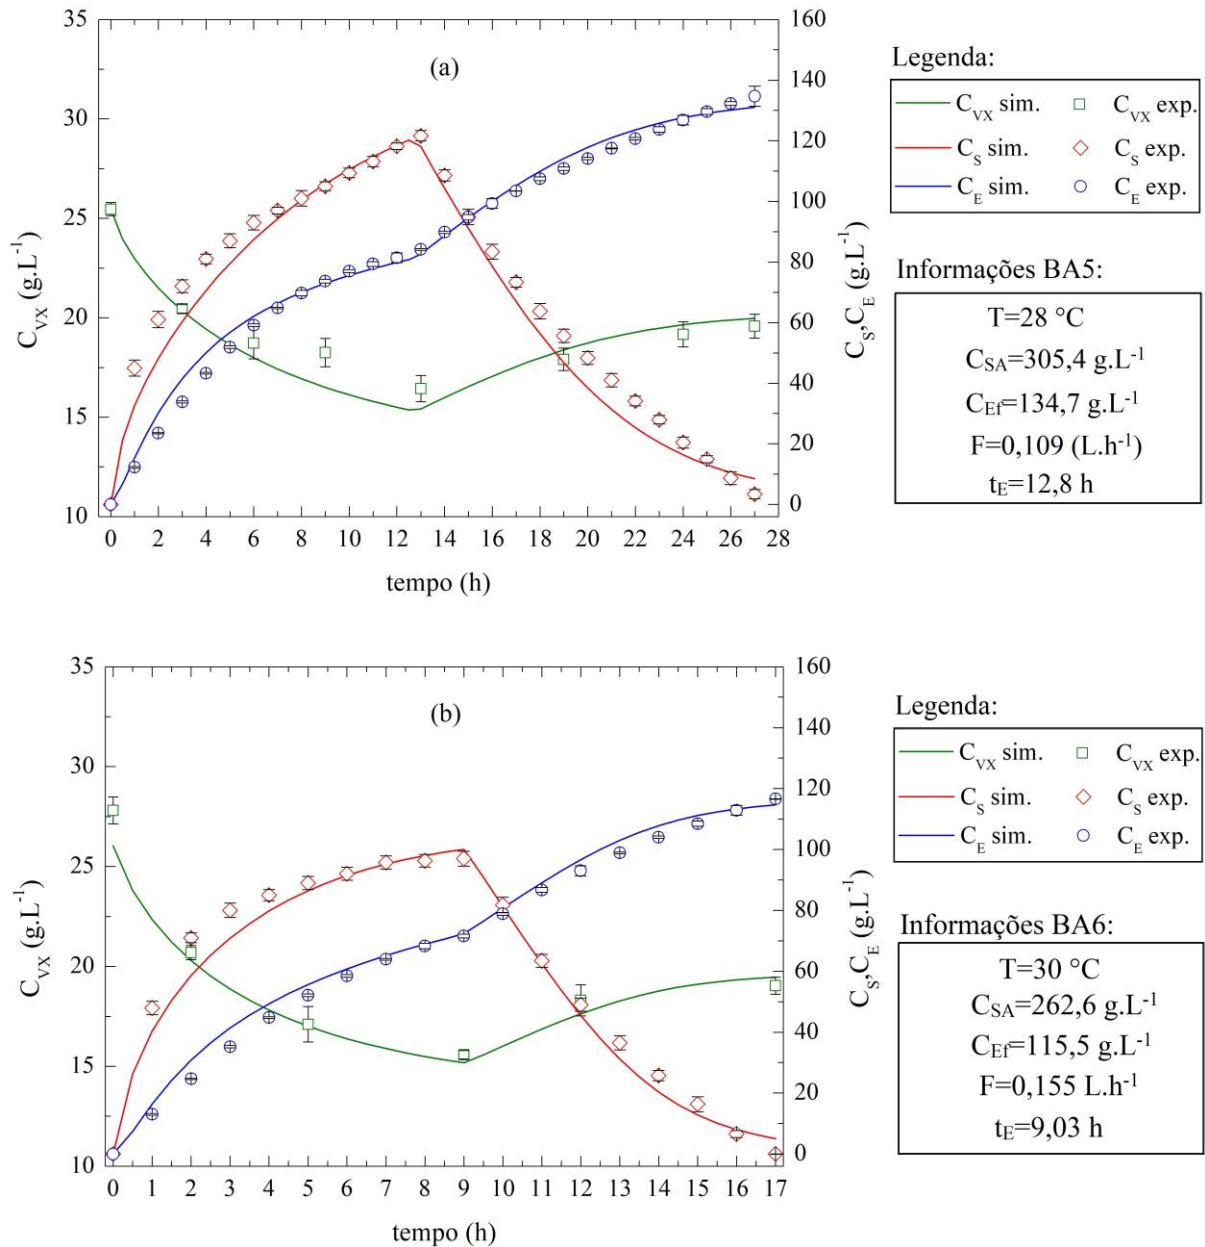 (a)
35
30
25
20
15
10
C_VX (g.L^-1)
160
140
120
100
80
60
40
20
0
C_S,C_E (g.L^-1)
0 2 4 6 8 10 12 14 16 18 20 22 24 26 28
tempo (h)
Legenda:
C_VX sim. C_VX exp.
C_S sim. C_S exp.
C_E sim. C_E exp.
Informações BA5:
T=28 °C
C_SA=305,4 g.L^-1
C_Ef=134,7 g.L^-1
F=0,109 (L.h^-1)
t_E=12,8 h
(b)
35
30
25
20
15
10
C_VX (g.L^-1)
160
140
120
100
80
60
40
20
0
C_S,C_E (g.L^-1)
0 1 2 3 4 5 6 7 8 9 10 11 12 13 14 15 16 17
tempo (h)
Legenda:
C_VX sim. C_VX exp.
C_S sim. C_S exp.
C_E sim. C_E exp.
Informações BA6:
T=30 °C
C_SA=262,6 g.L^-1
C_Ef=115,5 g.L^-1
F=0,155 L.h^-1
t_E=9,03 h